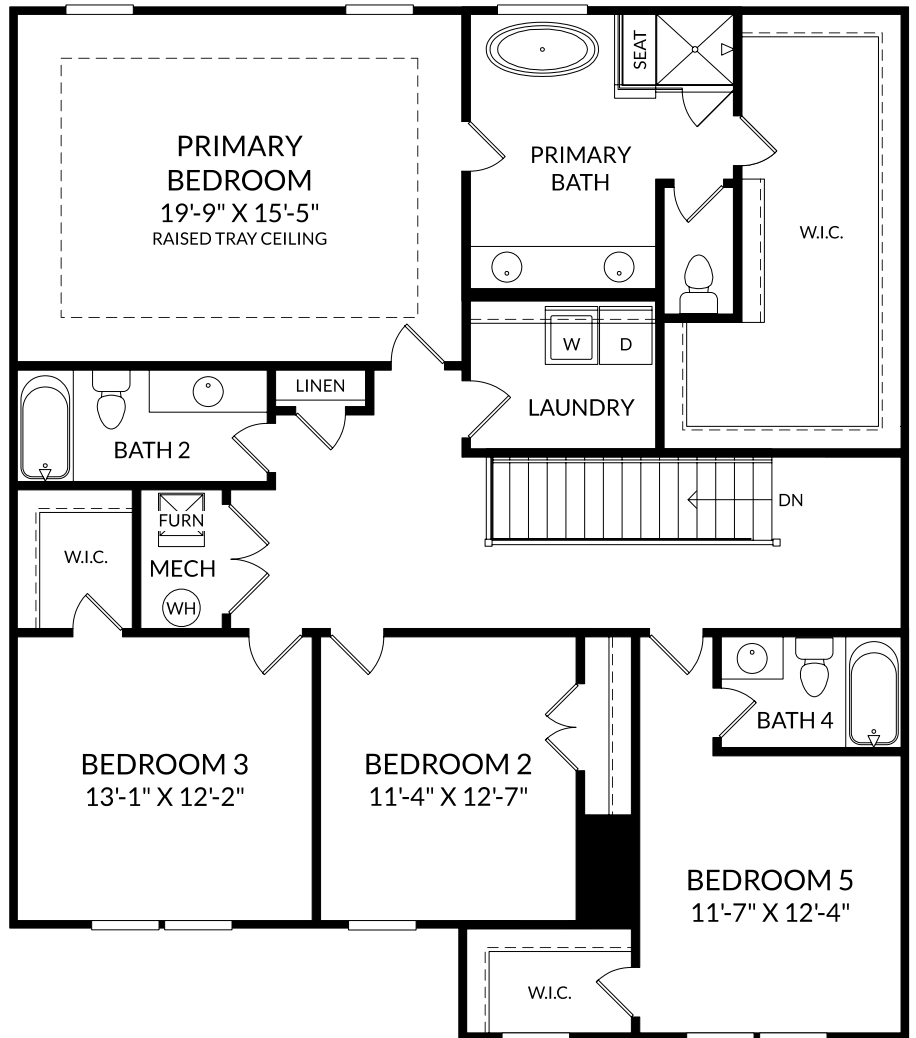 SEAT
PRIMARY
BEDROOM
19'-9" X 15'-5"
RAISED TRAY CEILING
PRIMARY
BATH
W.I.C.
W
D
LAUNDRY
LINEN
BATH 2
DN
FURN
MECH
WH
W.I.C.
BATH 4
BEDROOM 3
13'-1" X 12'-2"
BEDROOM 2
11'-4" X 12'-7"
BEDROOM 5
11'-7" X 12'-4"
W.I.C.